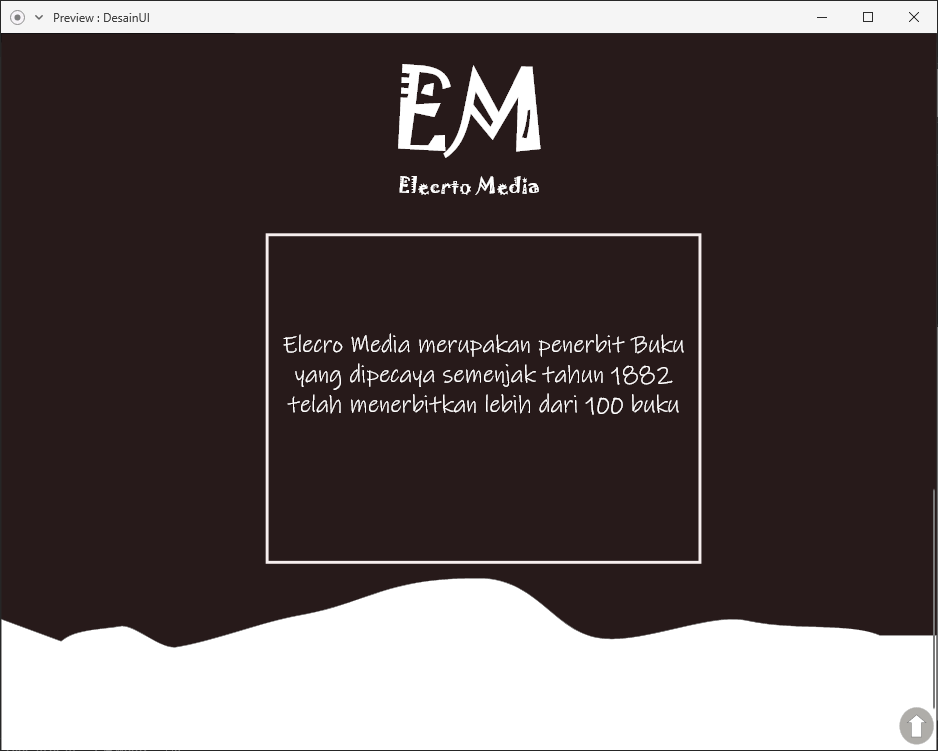 Preview : DesainUI
EM
Elecrto Media
Elecro Media merupakan penerbit Buku
yang dipecaya semenjak tahun 1882
telah menerbitkan lebih dari 100 buku